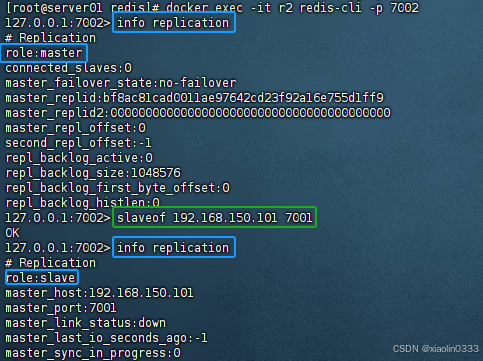 [root@server01 redis]# docker exec -it r2 redis-cli -p 7002
127.0.0.1:7002> info replication
# Replication
role:master
connected_slaves:0
master_failover_state:no-failover
master_replid:bf8ac81cad0011ae97642cd23f92a16e755d1ff9
master_replid2:0000000000000000000000000000000000000000
master_repl_offset:0
second_repl_offset:-1
repl_backlog_active:0
repl_backlog_size:1048576
repl_backlog_first_byte_offset:0
repl_backlog_histlen:0
127.0.0.1:7002> slaveof 192.168.150.101 7001
OK
127.0.0.1:7002> info replication
# Replication
role:slave
master_host:192.168.150.101
master_port:7001
master_link_status:down
master_last_io_seconds_ago:-1
master_sync_in_progress:0
CSDN @xiaolin0333